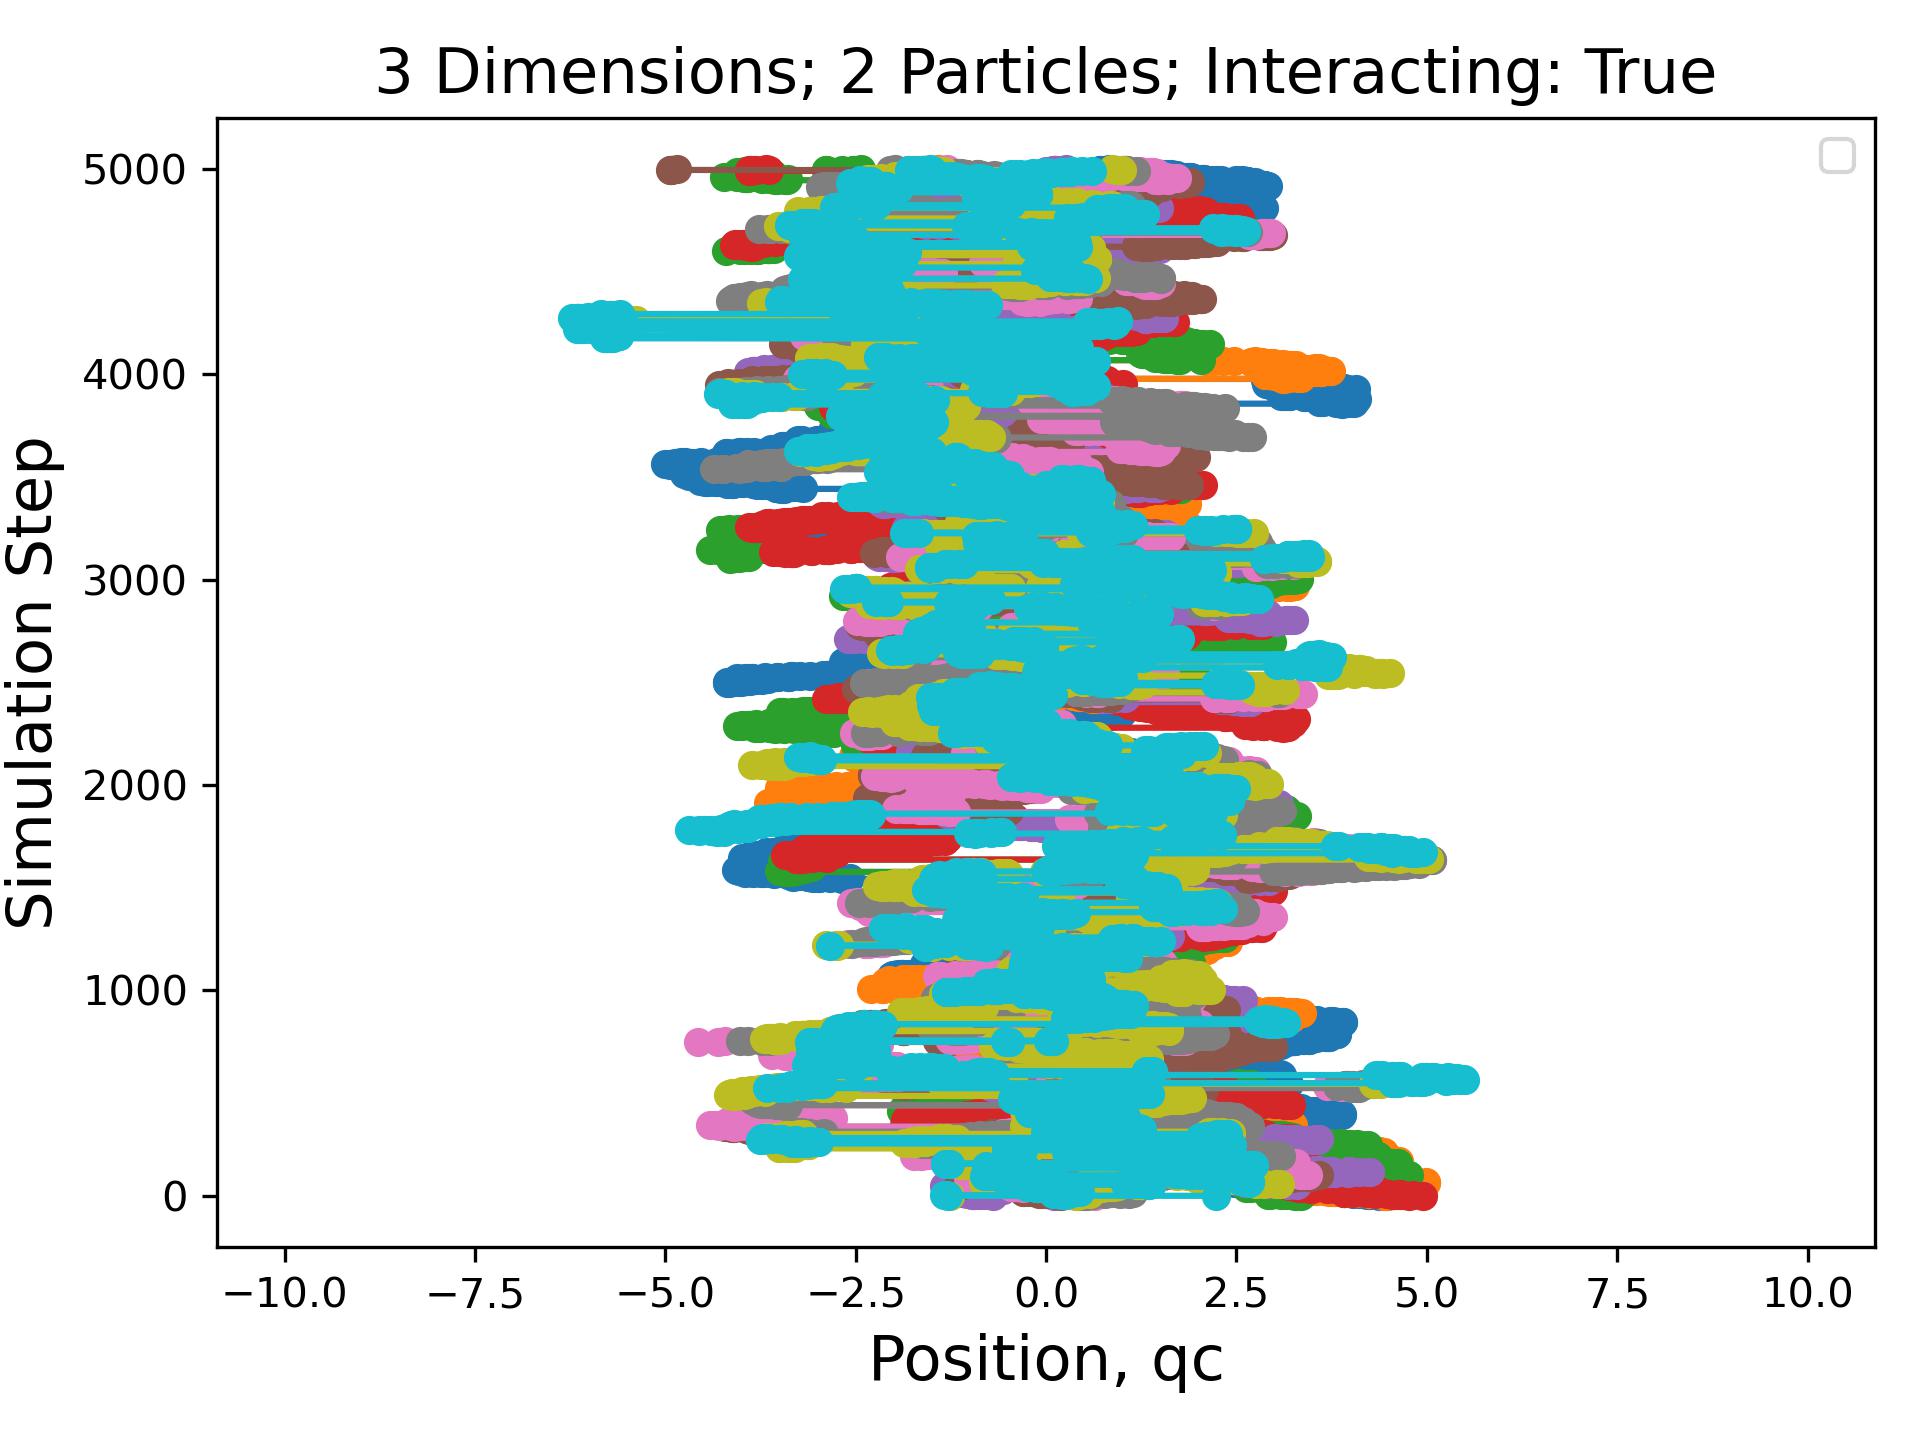 3 Dimensions; 2 Particles; Interacting: True
Simulation Step
5000
4000
3000
2000
1000
0
−10.0 −7.5 −5.0 −2.5 0.0 2.5 5.0 7.5 10.0
Position, qc